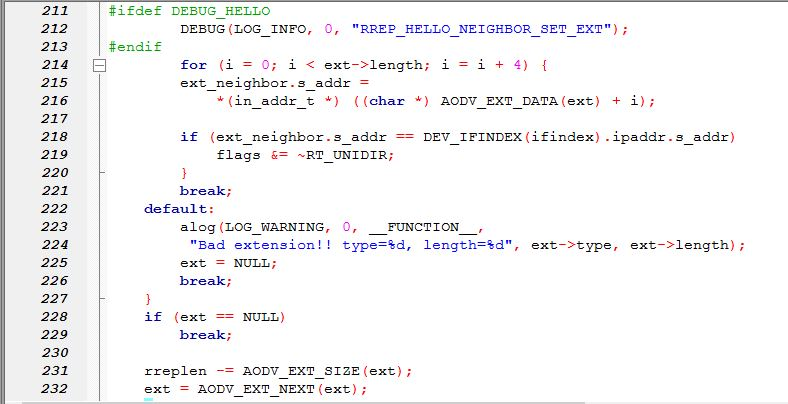 211 #ifdef DEBUG_HELLO
212 DEBUG(LOG_INFO, 0, "RREP_HELLO_NEIGHBOR_SET_EXT");
213 #endif
214 for (i = 0; i < ext->length; i = i + 4) {
215 ext_neighbor.s_addr =
216 *(in_addr_t *) ((char *) AODV_EXT_DATA(ext) + i);
217
218 if (ext_neighbor.s_addr == DEV_IFINDEX(ifindex).ipaddr.s_addr)
219 flags &= ~RT_UNIDIR;
220 }
221 break;
222 default:
223 alog(LOG_WARNING, 0, __FUNCTION__,
224 "Bad extension!! type=%d, length=%d", ext->type, ext->length);
225 ext = NULL;
226 break;
227 }
228 if (ext == NULL)
229 break;
230
231 rreplen -= AODV_EXT_SIZE(ext);
232 ext = AODV_EXT_NEXT(ext);